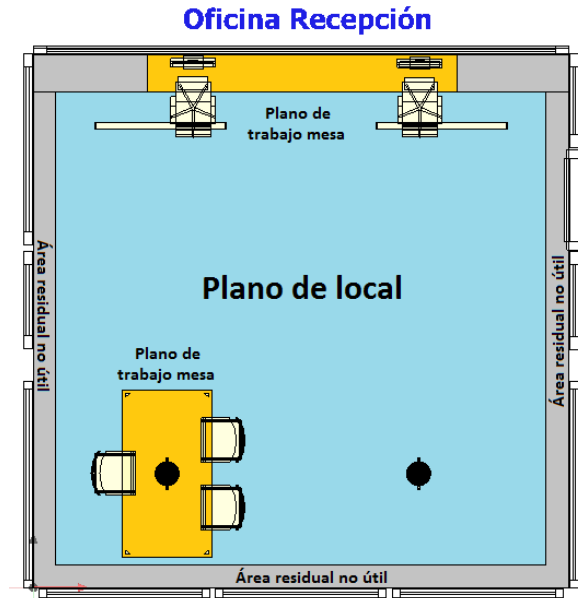 Oficina Recepción
Plano de
trabajo mesa
Área residual no útil
Área residual no útil
Plano de local
Plano de
trabajo mesa
Área residual no útil